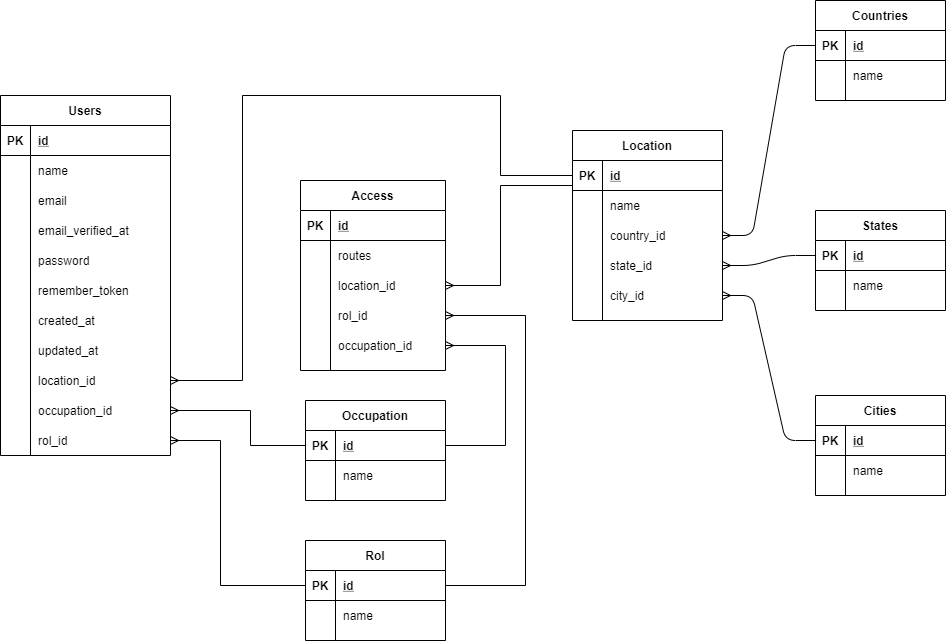 Users
PK id
name
email
email_verified_at
password
remember_token
created_at
updated_at
location_id
occupation_id
rol_id
Access
PK id
routes
location_id
rol_id
occupation_id
Occupation
PK id
name
Rol
PK id
name
Location
PK id
name
country_id
state_id
city_id
Countries
PK id
name
States
PK id
name
Cities
PK id
name